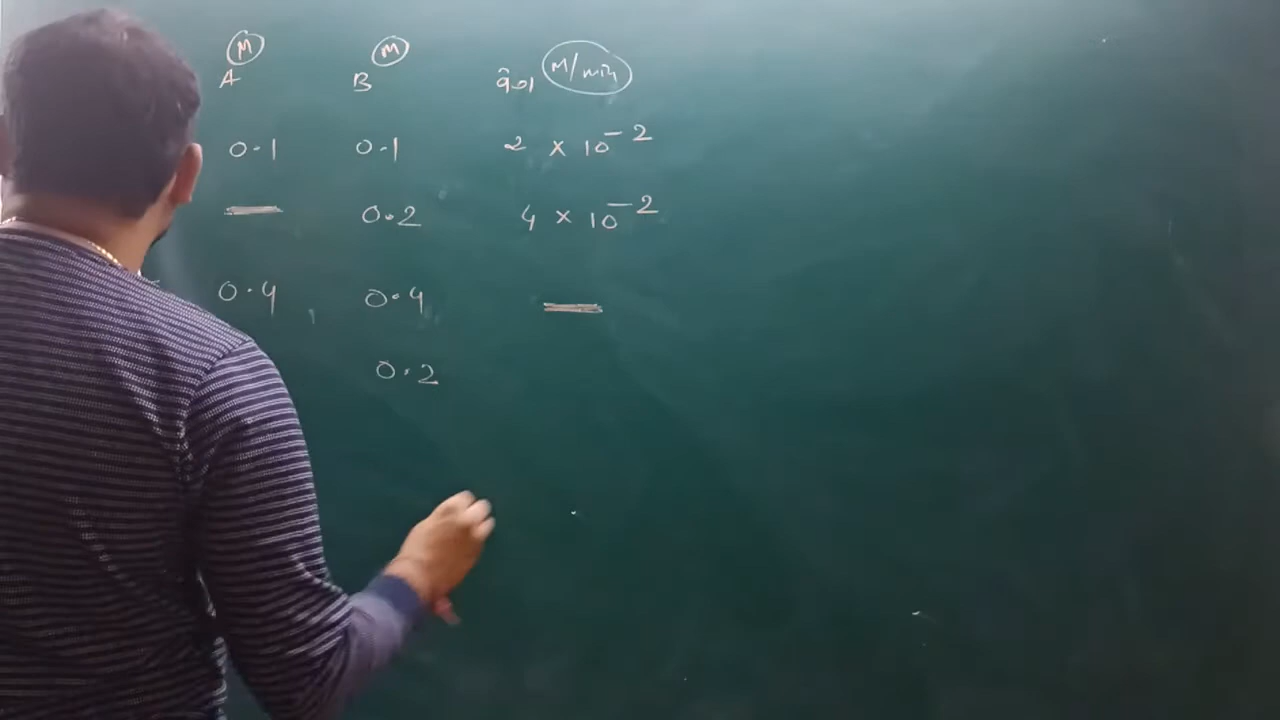 M M
A B M/min
0.1 0.1 2 × 10⁻²
— 0.2 4 × 10⁻²
0.4 0.4 —
0.2